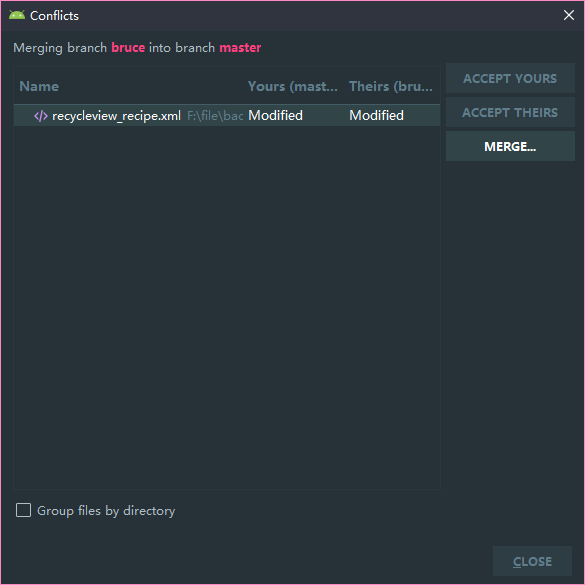 Conflicts
Merging branch bruce into branch master
Name Yours (mast... Theirs (bru...
recycleview_recipe.xml F:\file\bac Modified Modified
ACCEPT YOURS
ACCEPT THEIRS
MERGE...
Group files by directory
CLOSE